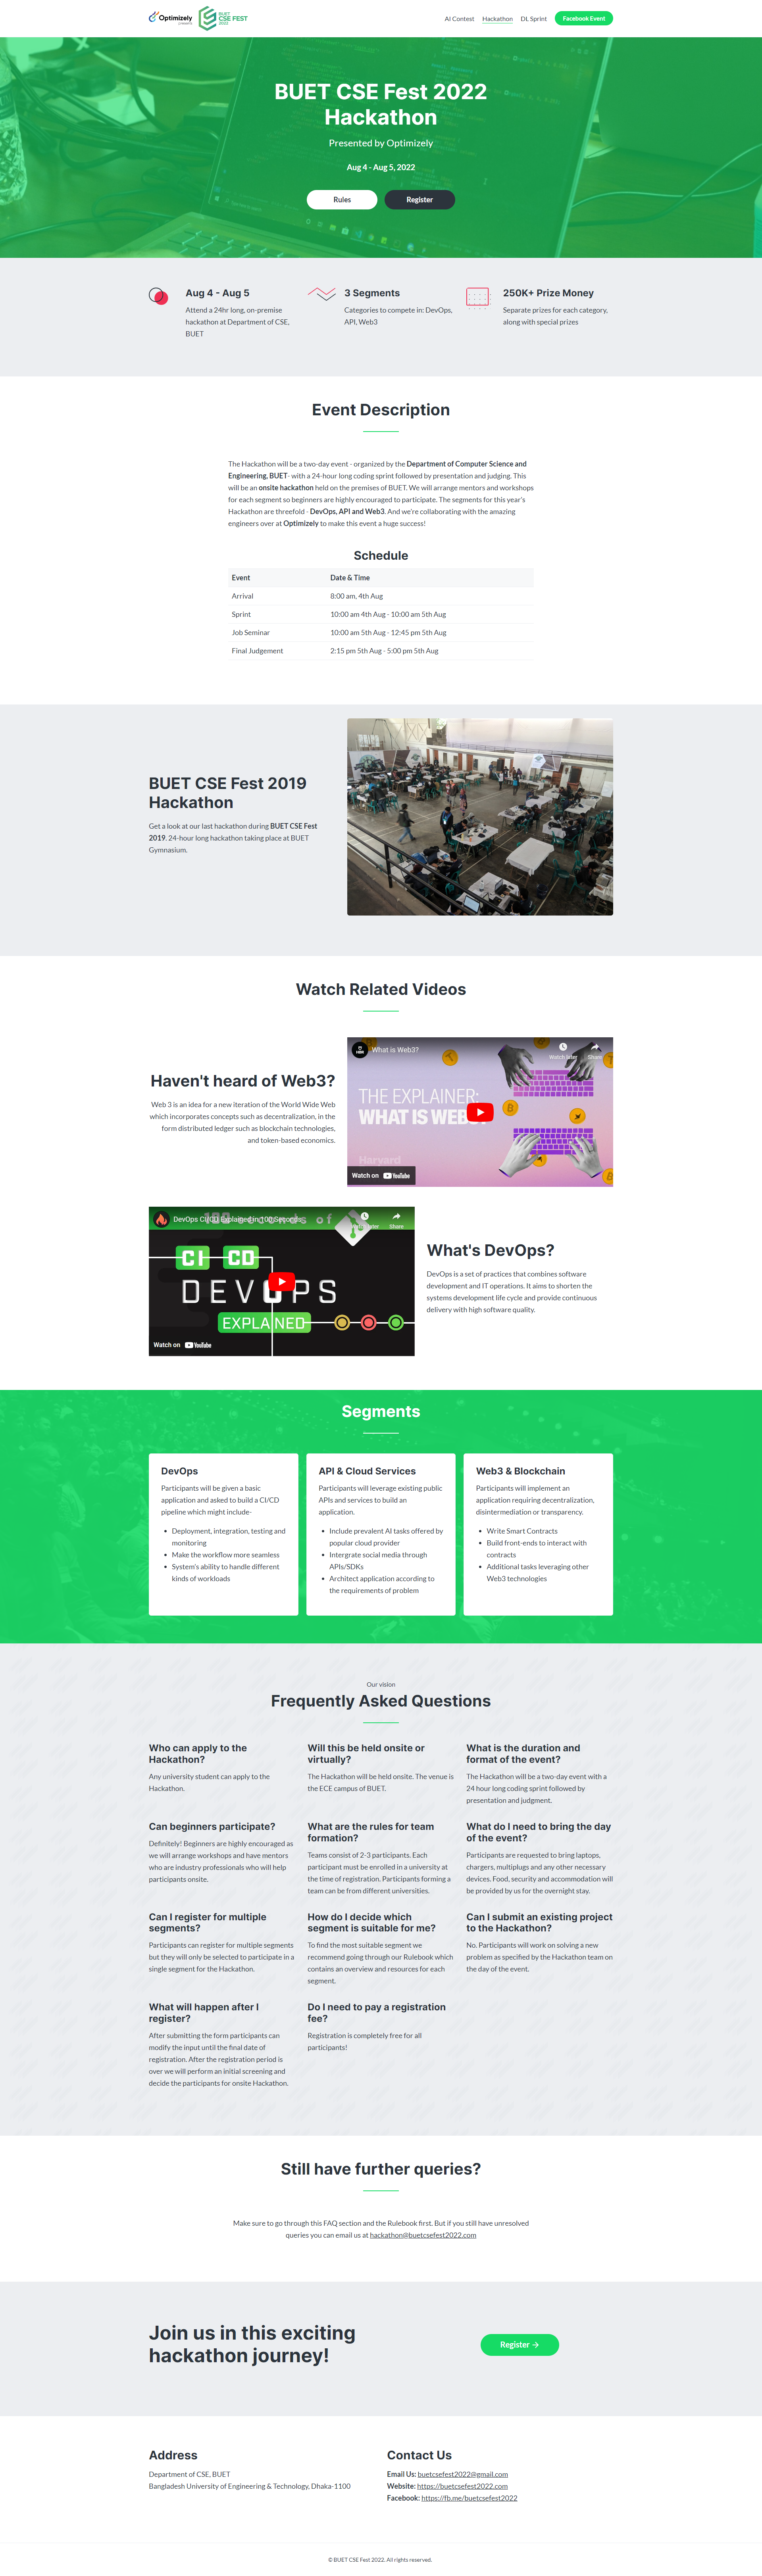 Optimizely
presents
BUET
CSE FEST
2022
AI Contest
Hackathon
DL Sprint
Facebook Event
BUET CSE Fest 2022
Hackathon
Presented by Optimizely
Aug 4 - Aug 5, 2022
Rules
Register
Aug 4 - Aug 5
Attend a 24hr long, on-premise
hackathon at Department of CSE,
BUET
3 Segments
Categories to compete in: DevOps,
API, Web3
250K+ Prize Money
Separate prizes for each category,
along with special prizes
Event Description
The Hackathon will be a two-day event - organized by the Department of Computer Science and
Engineering, BUET- with a 24-hour long coding sprint followed by presentation and judging. This
will be an onsite hackathon held on the premises of BUET. We will arrange mentors and workshops
for each segment so beginners are highly encouraged to participate. The segments for this year's
Hackathon are threefold - DevOps, API and Web3. And we're collaborating with the amazing
engineers over at Optimizely to make this event a huge success!
Schedule
Event Date & Time
Arrival 8:00 am, 4th Aug
Sprint 10:00 am 4th Aug - 10:00 am 5th Aug
Job Seminar 10:00 am 5th Aug - 12:45 pm 5th Aug
Final Judgement 2:15 pm 5th Aug - 5:00 pm 5th Aug
BUET CSE Fest 2019
Hackathon
Get a look at our last hackathon during BUET CSE Fest
2019. 24-hour long hackathon taking place at BUET
Gymnasium.
Watch Related Videos
Haven't heard of Web3?
Web 3 is an idea for a new iteration of the World Wide Web
which incorporates concepts such as decentralization, in the
form distributed ledger such as blockchain technologies,
and token-based economics.
What is Web3?
Watch later
Share
THE EXPLAINER:
WHAT IS WEB3
Harvard
Watch on YouTube
DevOps CI/CD Explained in 100 Seconds
Watch later
Share
100 seconds of
CI CD
DEVOPS
EXPLAINED
Watch on YouTube
What's DevOps?
DevOps is a set of practices that combines software
development and IT operations. It aims to shorten the
systems development life cycle and provide continuous
delivery with high software quality.
Segments
DevOps
Participants will be given a basic
application and asked to build a CI/CD
pipeline which might include-
• Deployment, integration, testing and
monitoring
• Make the workflow more seamless
• System's ability to handle different
kinds of workloads
API & Cloud Services
Participants will leverage existing public
APIs and services to build an
application.
• Include prevalent AI tasks offered by
popular cloud provider
• Intergrate social media through
APIs/SDKs
• Architect application according to
the requirements of problem
Web3 & Blockchain
Participants will implement an
application requiring decentralization,
disintermediation or transparency.
• Write Smart Contracts
• Build front-ends to interact with
contracts
• Additional tasks leveraging other
Web3 technologies
Our vision
Frequently Asked Questions
Who can apply to the
Hackathon?
Any university student can apply to the
Hackathon.
Will this be held onsite or
virtually?
The Hackathon will be held onsite. The venue is
the ECE campus of BUET.
What is the duration and
format of the event?
The Hackathon will be a two-day event with a
24 hour long coding sprint followed by
presentation and judgment.
Can beginners participate?
Definitely! Beginners are highly encouraged as
we will arrange workshops and have mentors
who are industry professionals who will help
participants onsite.
What are the rules for team
formation?
Teams consist of 2-3 participants. Each
participant must be enrolled in a university at
the time of registration. Participants forming a
team can be from different universities.
What do I need to bring the day
of the event?
Participants are requested to bring laptops,
chargers, multiplugs and any other necessary
devices. Food, security and accommodation will
be provided by us for the overnight stay.
Can I register for multiple
segments?
Participants can register for multiple segments
but they will only be selected to participate in a
single segment for the Hackathon.
How do I decide which
segment is suitable for me?
To find the most suitable segment we
recommend going through our Rulebook which
contains an overview and resources for each
segment.
Can I submit an existing project
to the Hackathon?
No. Participants will work on solving a new
problem as specified by the Hackathon team on
the day of the event.
What will happen after I
register?
After submitting the form participants can
modify the input until the final date of
registration. After the registration period is
over we will perform an initial screening and
decide the participants for onsite Hackathon.
Do I need to pay a registration
fee?
Registration is completely free for all
participants!
Still have further queries?
Make sure to go through this FAQ section and the Rulebook first. But if you still have unresolved
queries you can email us at hackathon@buetcsefest2022.com
Join us in this exciting
hackathon journey!
Register →
Address
Department of CSE, BUET
Bangladesh University of Engineering & Technology, Dhaka-1100
Contact Us
Email Us: buetcsefest2022@gmail.com
Website: https://buetcsefest2022.com
Facebook: https://fb.me/buetcsefest2022
© BUET CSE Fest 2022. All rights reserved.